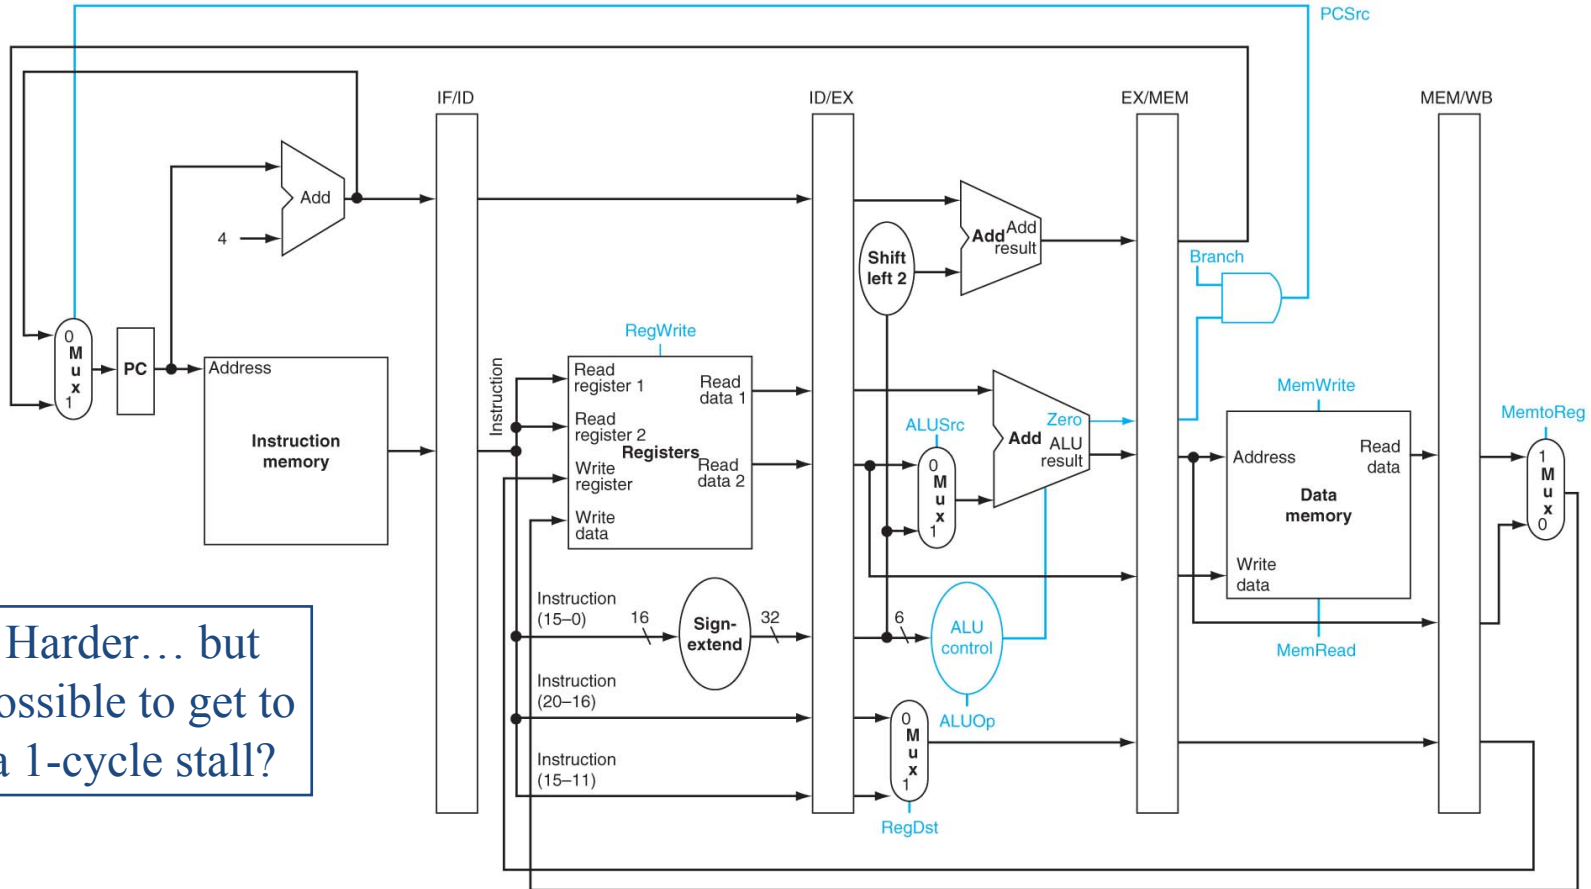 PCSrc
IF/ID
ID/EX
EX/MEM
MEM/WB
Add
4
Add Add
result
Shift
left 2
Branch
RegWrite
0
M
u
x
1
PC
Address
Instruction
memory
Instruction
Read
register 1
Read
data 1
Read
register 2
Registers
Write
register
Read
data 2
Write
data
ALUSrc
0
M
u
x
1
Zero
Add ALU
result
MemWrite
Address
Read
data
Data
memory
Write
data
MemRead
MemtoReg
1
M
u
x
0
Instruction
(15–0)
16
Sign-
extend
32
6
ALU
control
ALUOp
Instruction
(20–16)
Instruction
(15–11)
0
M
u
x
1
RegDst
Harder… but
ossible to get to
a 1-cycle stall?